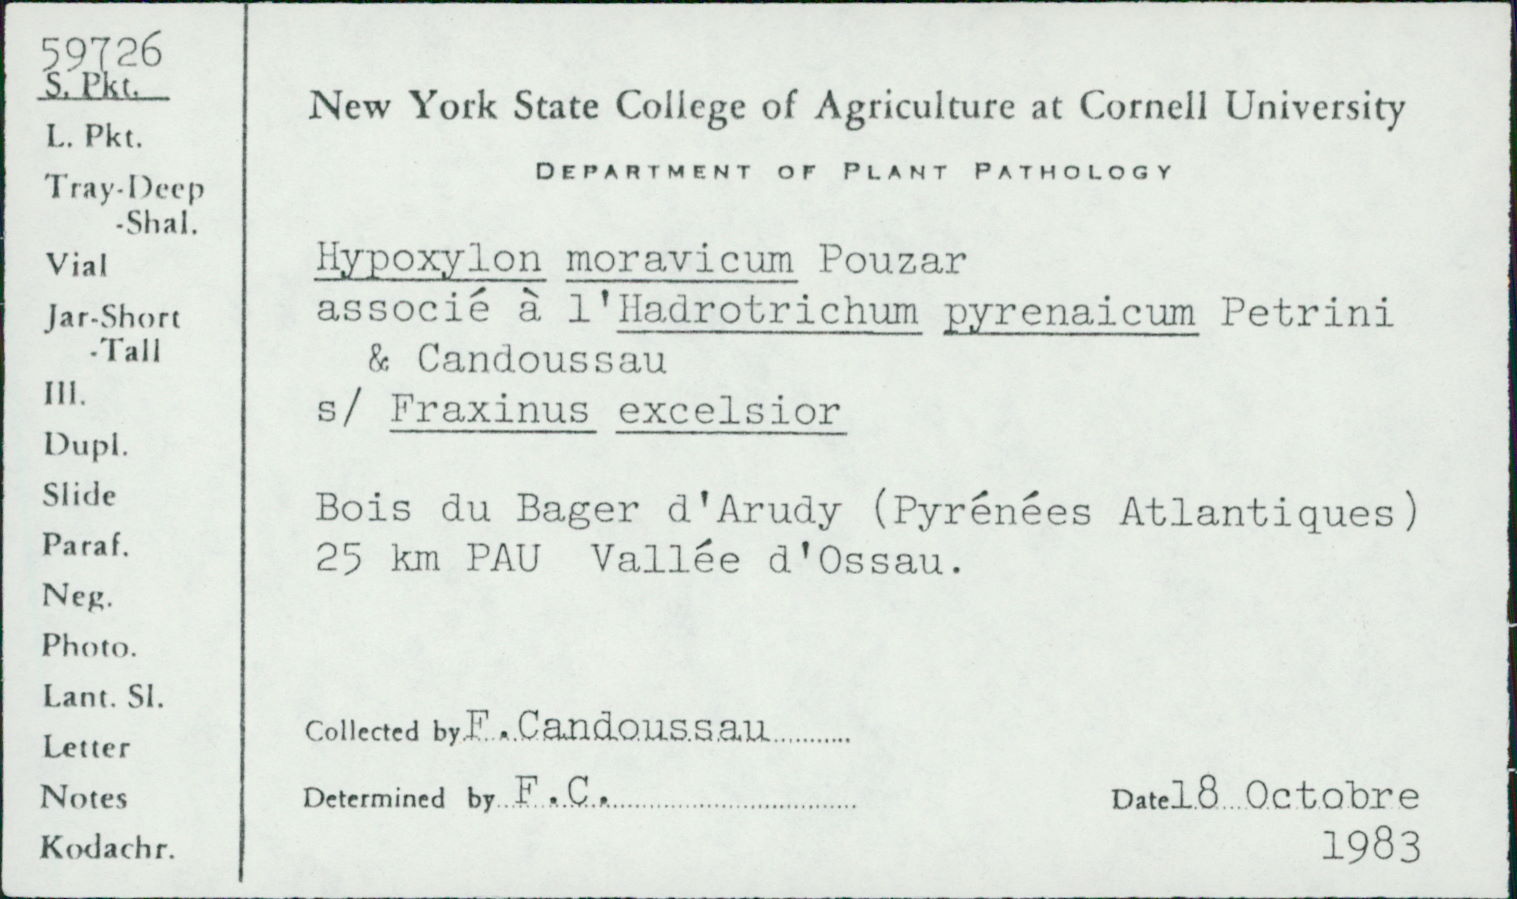 59726
S. Pkt.
L. Pkt.
Tray-Deep
-Shal.
Vial
Jar-Short
-Tall
Ill.
Dupl.
Slide
Paraf.
Neg.
Photo.
Lant. Sl.
Letter
Notes
Kodachr.
New York State College of Agriculture at Cornell University
DEPARTMENT OF PLANT PATHOLOGY
Hypoxylon moravicum Pouzar
associé à l'Hadrotrichum pyrenaicum Petrini
& Candoussau
s/ Fraxinus excelsior
Bois du Bager d'Arudy (Pyrénées Atlantiques)
25 km PAU Vallée d'Ossau.
Collected by F. Candoussau
Determined by F.C.
Date 18 Octobre
1983